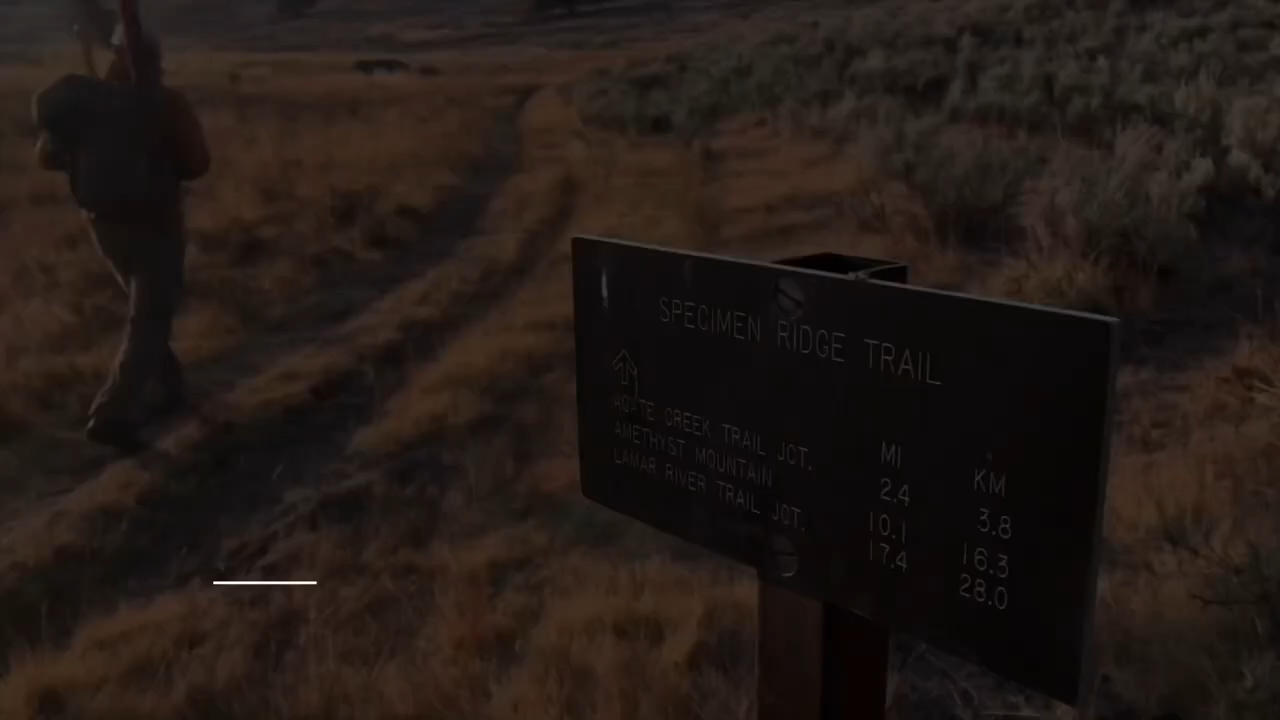 SPECIMEN RIDGE TRAIL
MI KM
AGATE CREEK TRAIL JCT. 2.4 3.8
AMETHYST MOUNTAIN 10.1 16.3
LAMAR RIVER TRAIL JCT. 17.4 28.0